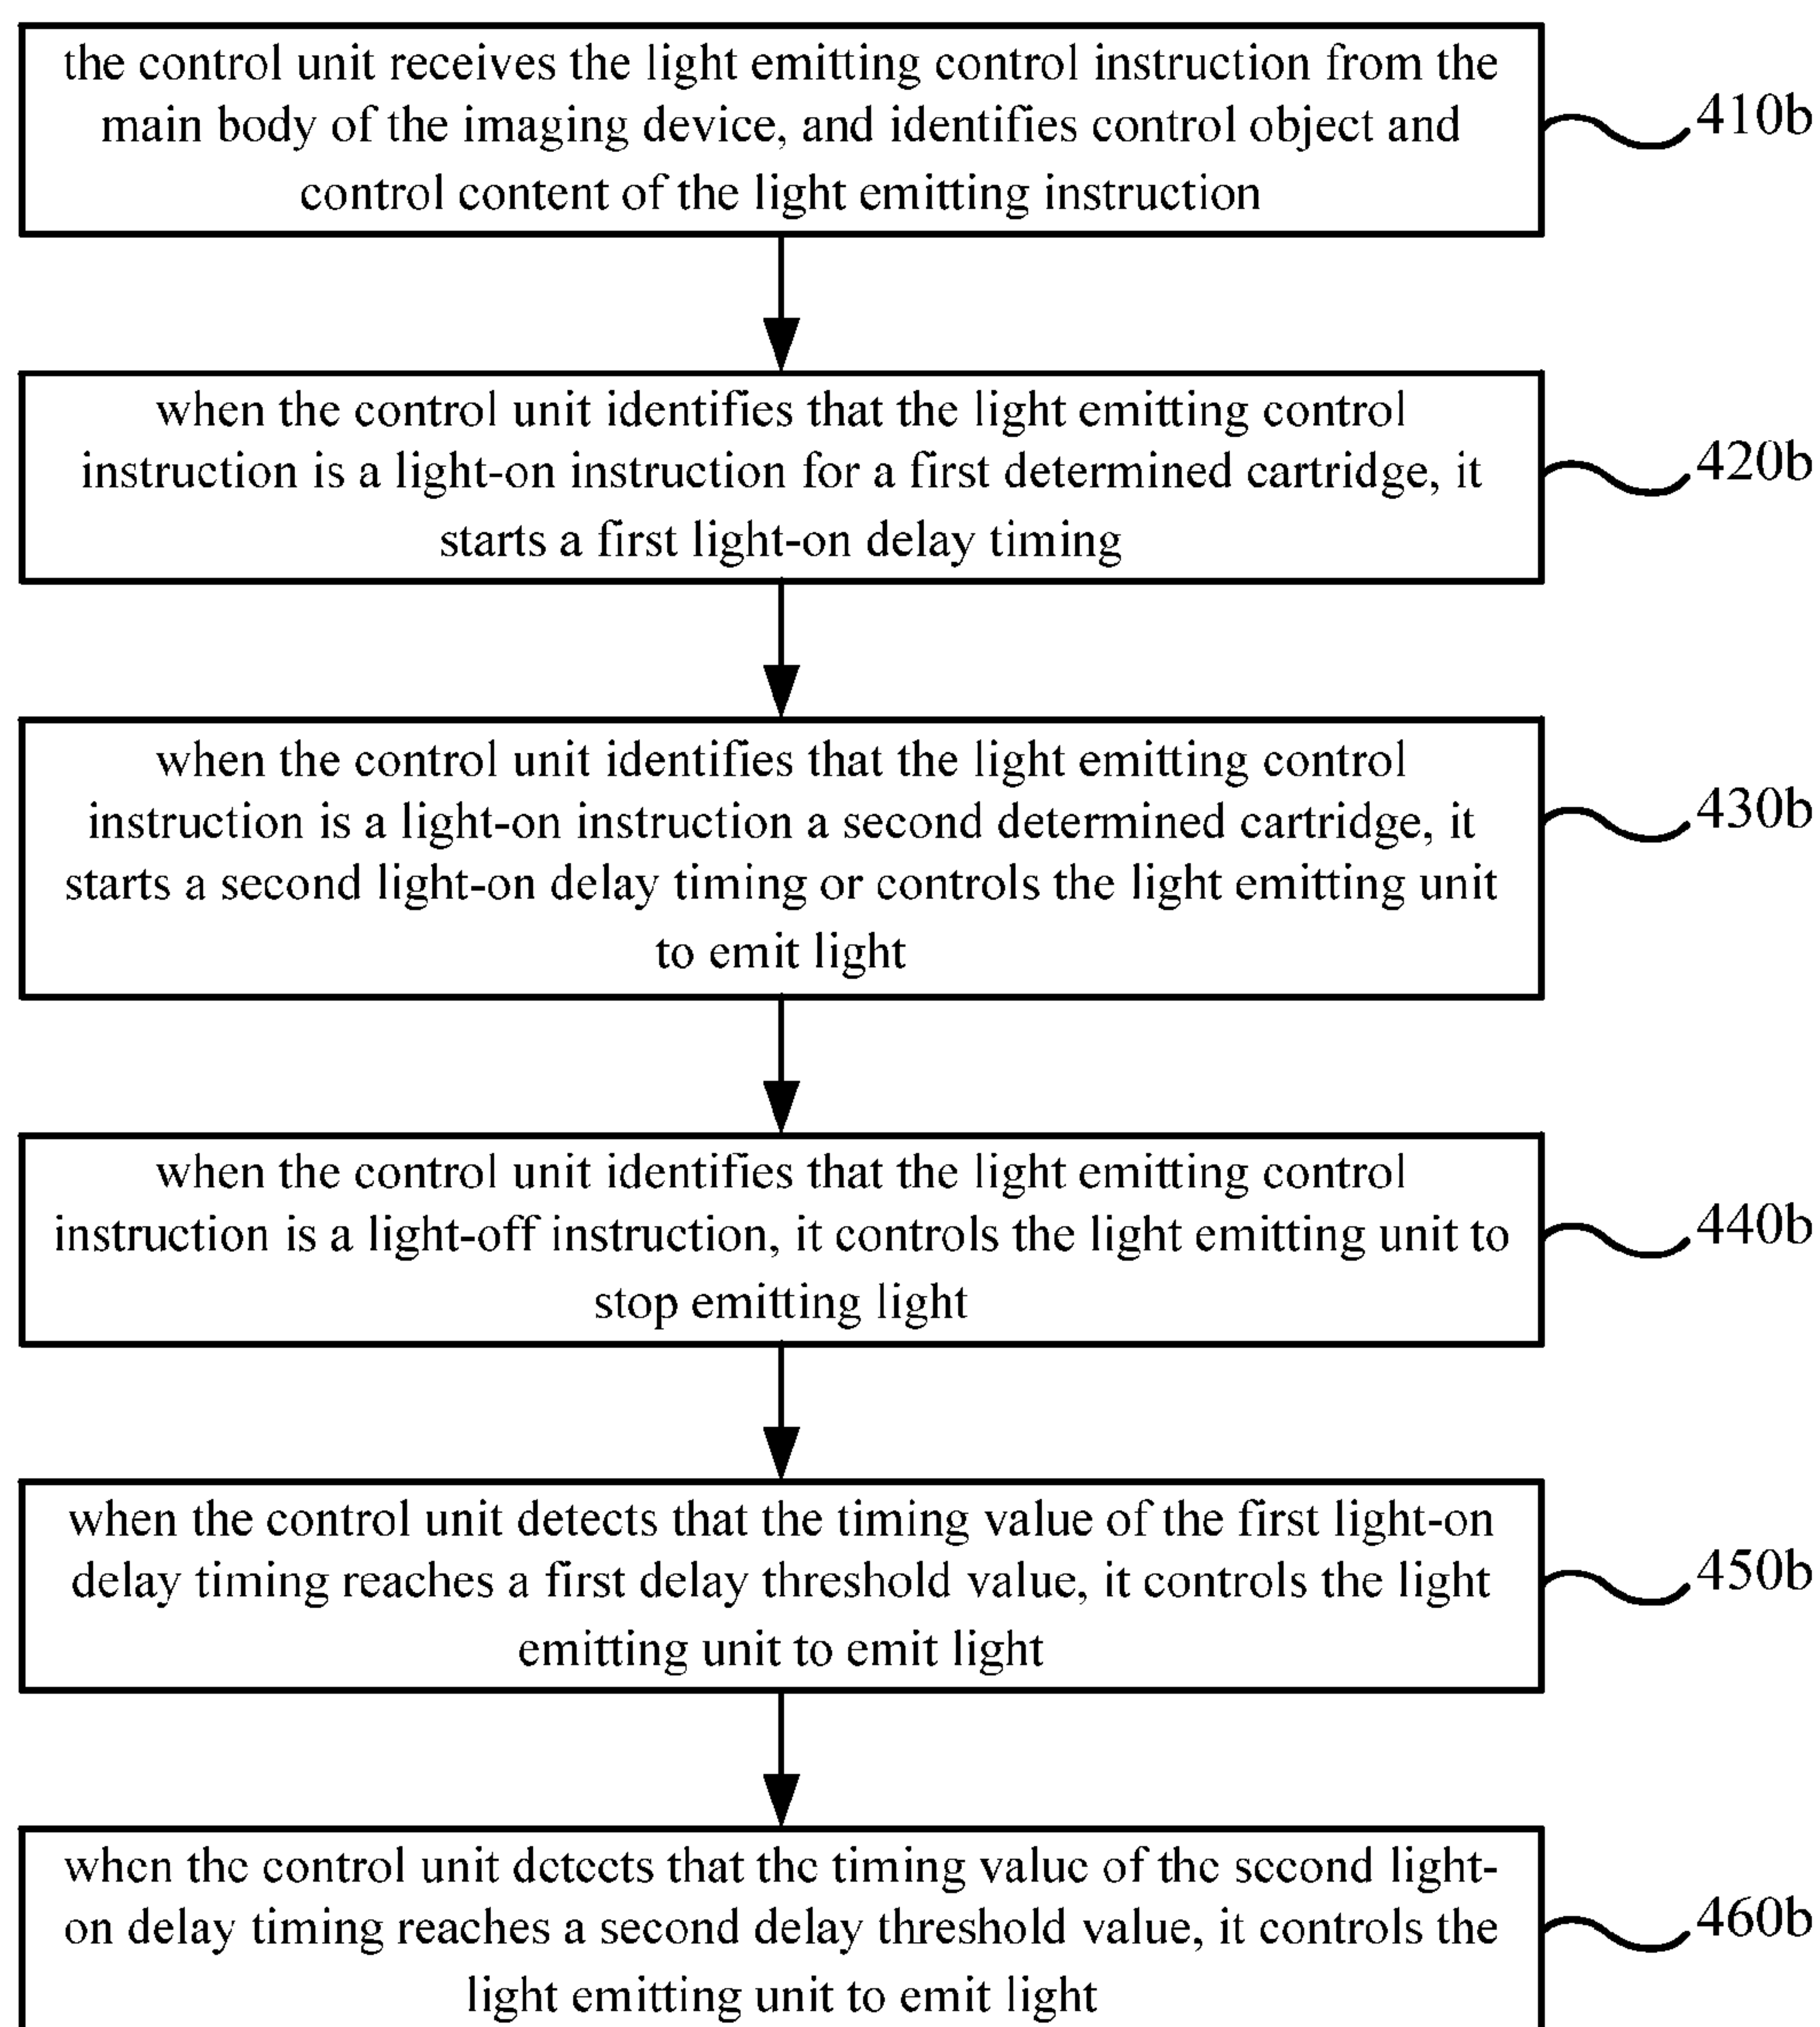 the control unit receives the light emitting control instruction from the
main body of the imaging device, and identifies control object and
control content of the light emitting instruction
410b
when the control unit identifies that the light emitting control
instruction is a light-on instruction for a first determined cartridge, it
starts a first light-on delay timing
420b
when the control unit identifies that the light emitting control
instruction is a light-on instruction a second determined cartridge, it
starts a second light-on delay timing or controls the light emitting unit
to emit light
430b
when the control unit identifies that the light emitting control
instruction is a light-off instruction, it controls the light emitting unit to
stop emitting light
440b
when the control unit detects that the timing value of the first light-on
delay timing reaches a first delay threshold value, it controls the light
emitting unit to emit light
450b
when the control unit detects that the timing value of the second light-
on delay timing reaches a second delay threshold value, it controls the
light emitting unit to emit light
460b